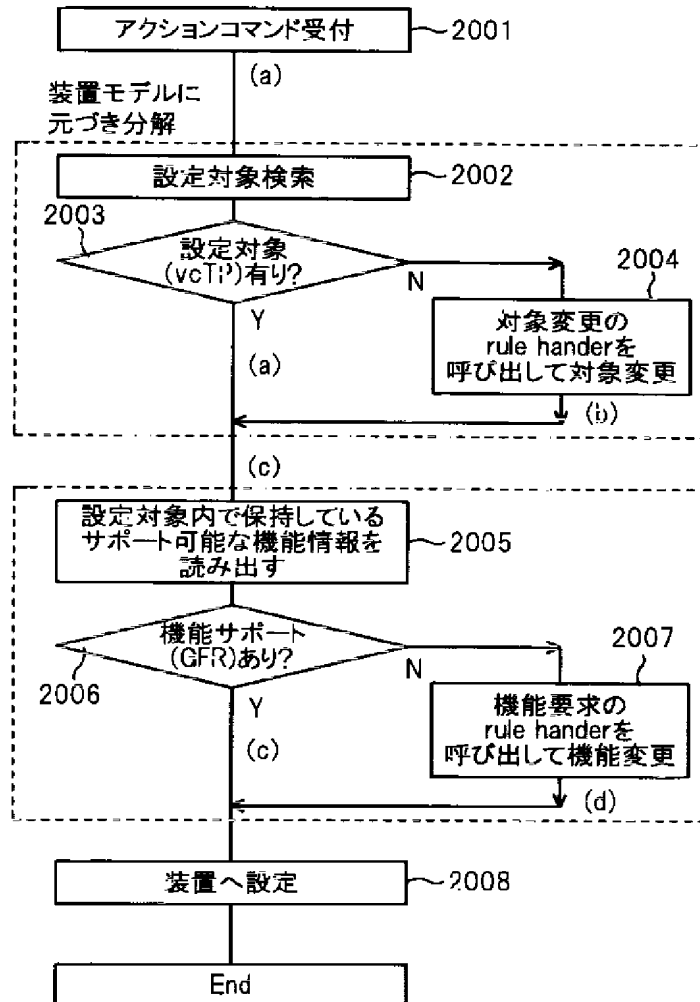 アクションコマンド受付
2001
(a)
装置モデルに
元づき分解
設定対象検索
2002
2003
設定対象
(vcTP)有り?
N
2004
Y
対象変更の
rule handerを
呼び出して対象変更
(a)
(b)
(c)
設定対象内で保持している
サポート可能な機能情報を
読み出す
2005
機能サポート
(GFR)あり?
2006
N
2007
Y
機能要求の
rule handerを
呼び出して機能変更
(c)
(d)
装置へ設定
2008
End